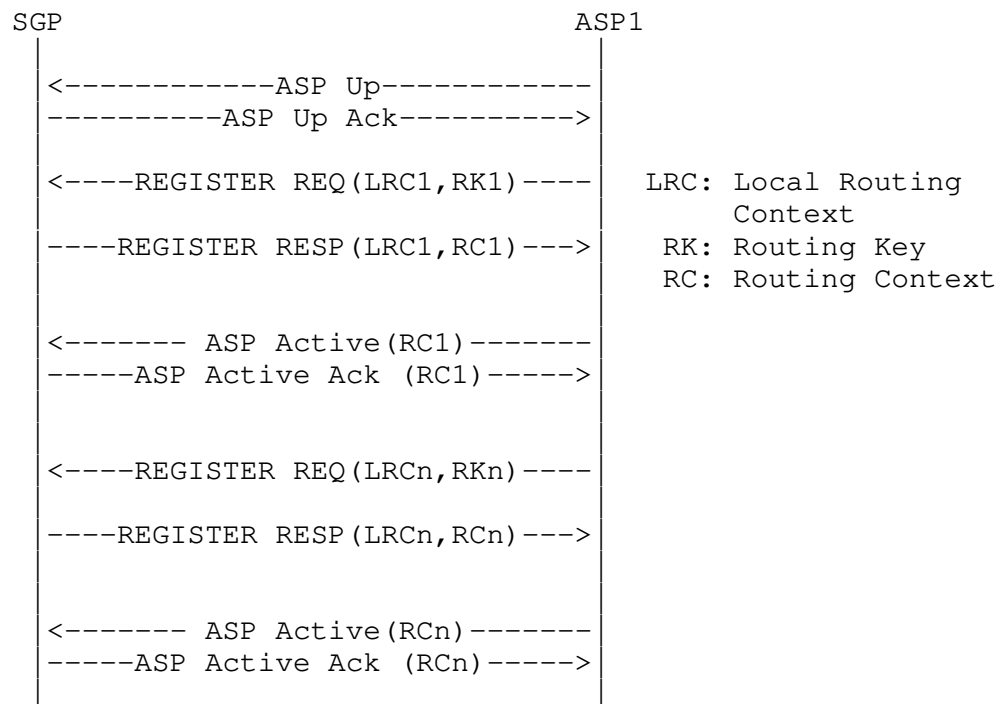 SGP                             ASP1
<------------ASP Up------------
----------ASP Up Ack---------->
<----REGISTER REQ(LRC1,RK1)----   LRC: Local Routing
Context
----REGISTER RESP(LRC1,RC1)--->   RK: Routing Key
RC: Routing Context
<------- ASP Active(RC1)-------
-----ASP Active Ack (RC1)----->
<----REGISTER REQ(LRCn,RKn)----
----REGISTER RESP(LRCn,RCn)--->
<------- ASP Active(RCn)-------
-----ASP Active Ack (RCn)----->